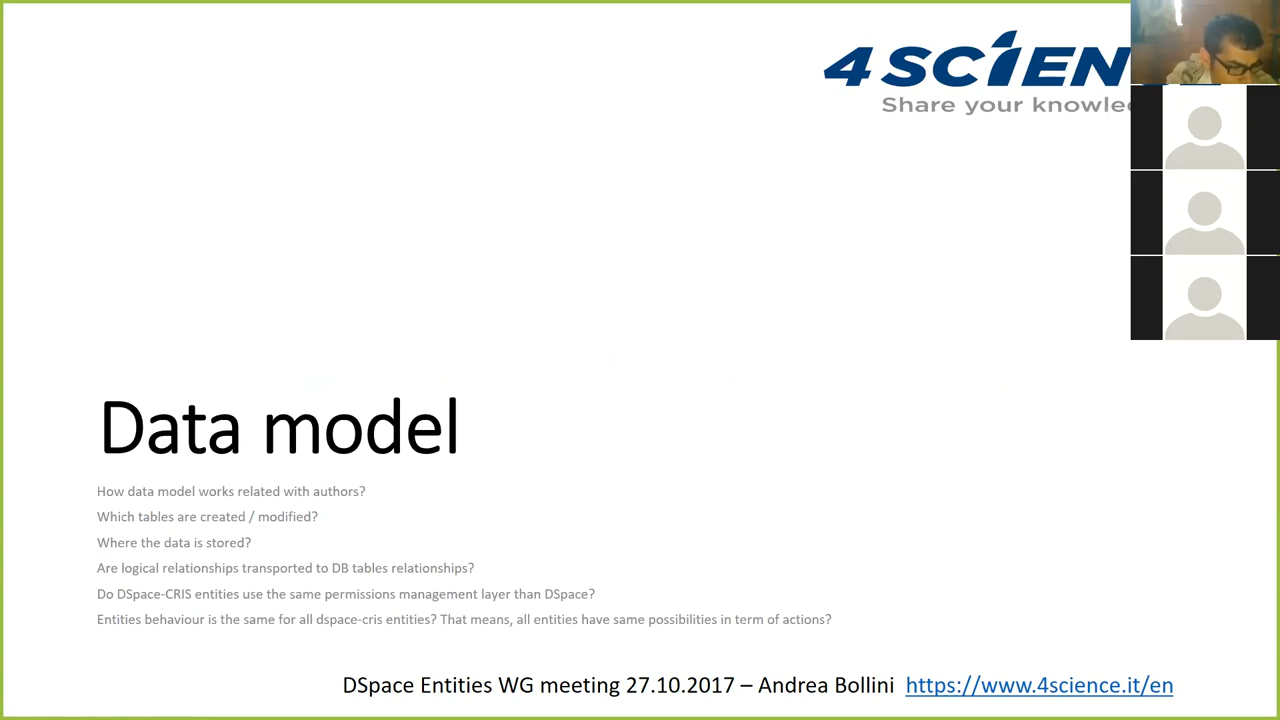 4SCIEN
Share your knowle
Data model
How data model works related with authors?
Which tables are created / modified?
Where the data is stored?
Are logical relationships transported to DB tables relationships?
Do DSpace-CRIS entities use the same permissions management layer than DSpace?
Entities behaviour is the same for all dspace-cris entities? That means, all entities have same possibilities in term of actions?
DSpace Entities WG meeting 27.10.2017 – Andrea Bollini https://www.4science.it/en